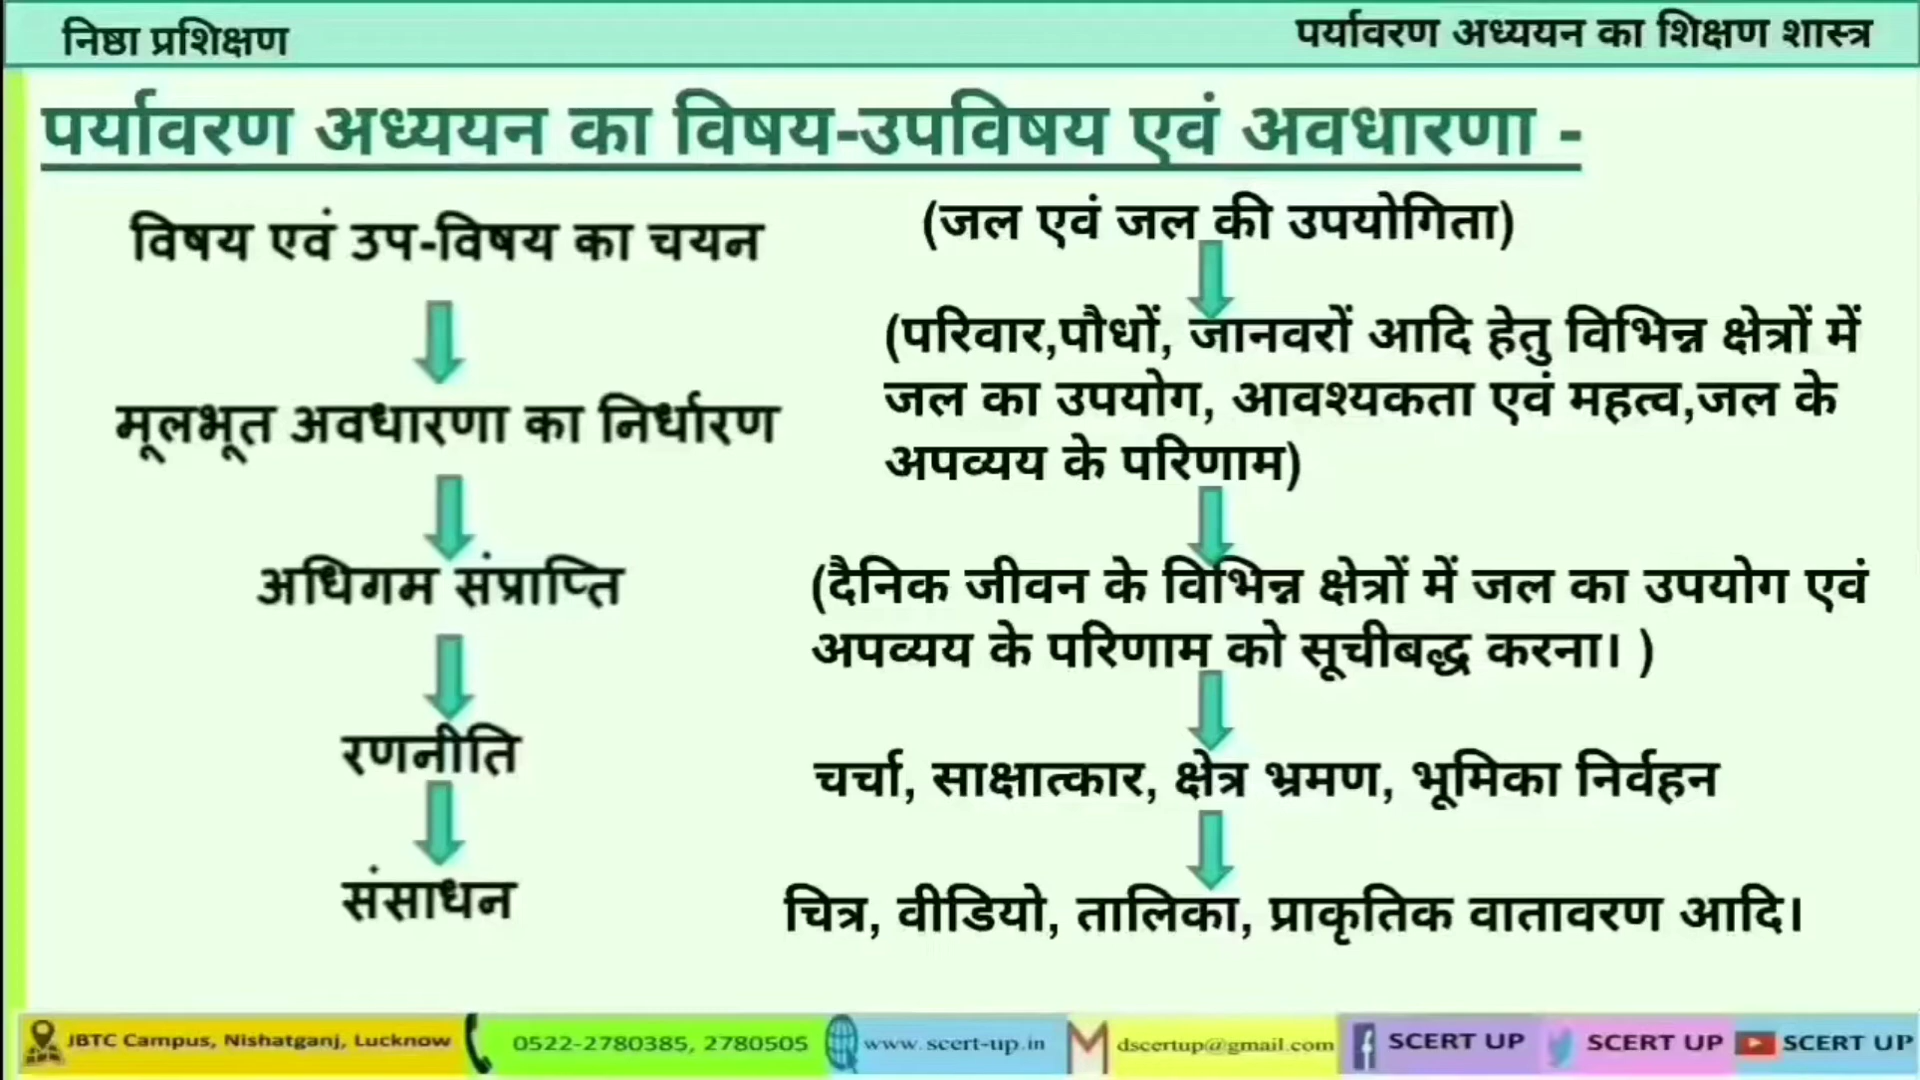 निष्ठा प्रशिक्षण
पर्यावरण अध्ययन का शिक्षण शास्त्र
पर्यावरण अध्ययन का विषय-उपविषय एवं अवधारणा -
विषय एवं उप-विषय का चयन
मूलभूत अवधारणा का निर्धारण
अधिगम संप्राप्ति
रणनीति
संसाधन
(जल एवं जल की उपयोगिता)
(परिवार,पौधों, जानवरों आदि हेतु विभिन्न क्षेत्रों में
जल का उपयोग, आवश्यकता एवं महत्व,जल के
अपव्यय के परिणाम)
(दैनिक जीवन के विभिन्न क्षेत्रों में जल का उपयोग एवं
अपव्यय के परिणाम को सूचीबद्ध करना। )
चर्चा, साक्षात्कार, क्षेत्र भ्रमण, भूमिका निर्वहन
चित्र, वीडियो, तालिका, प्राकृतिक वातावरण आदि।
JBTC Campus, Nishatganj, Lucknow
0522-2780385, 2780505
www.scert-up.in
dscertup@gmail.com
SCERT UP
SCERT UP
SCERT UP